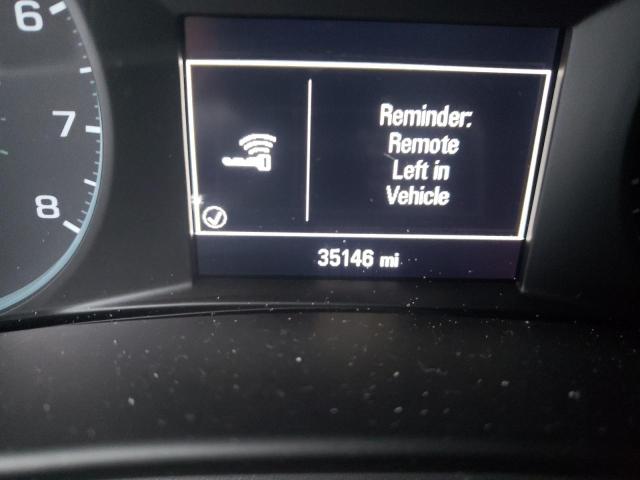 6
7
8
Reminder:
Remote
Left in
Vehicle
35146 mi